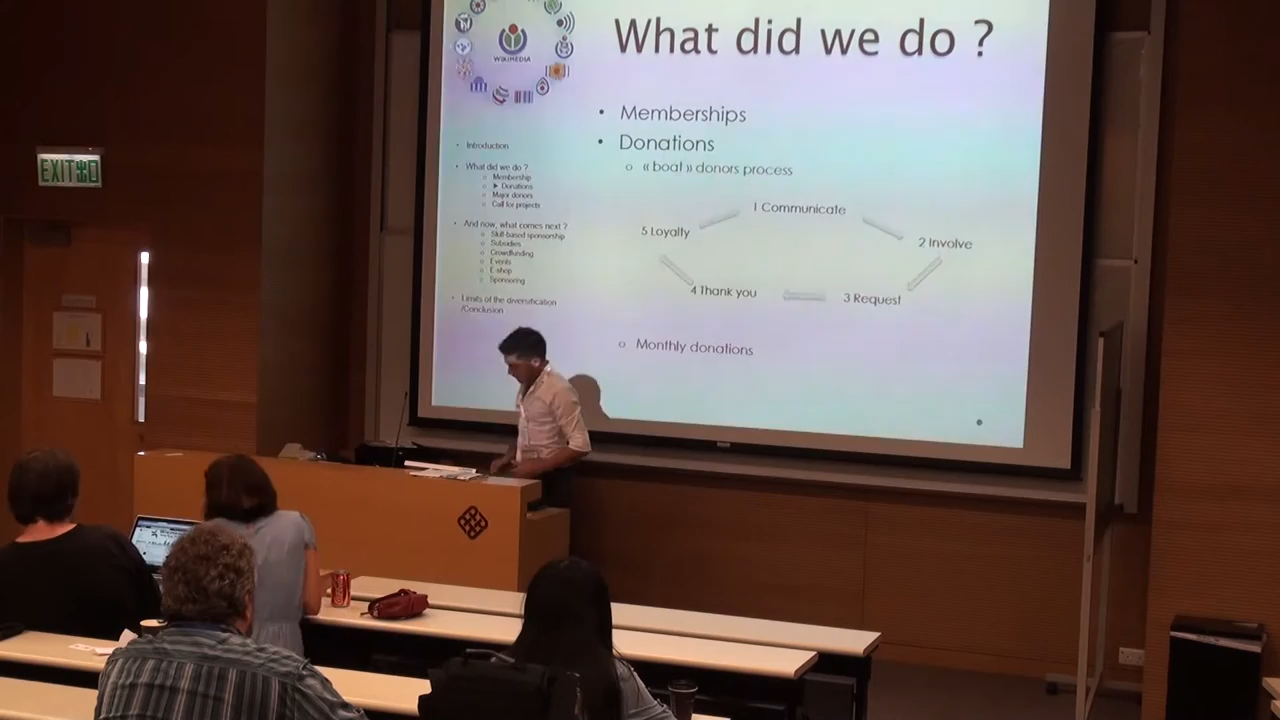 What did we do ?
WIKIMEDIA
• Memberships
• Donations
○ « boat » donors process
1 Communicate
2 Involve
3 Request
4 Thank you
5 Loyalty
○ Monthly donations
• Introduction
• What did we do ?
○ Membership
○ ➤ Donations
○ Major donors
○ Call for projects
• And now, what comes next ?
○ Skill-based sponsorship
○ Subsidies
○ Crowdfunding
○ Events
○ E-shop
○ Sponsoring
• Limits of the diversification
/Conclusion
EXIT